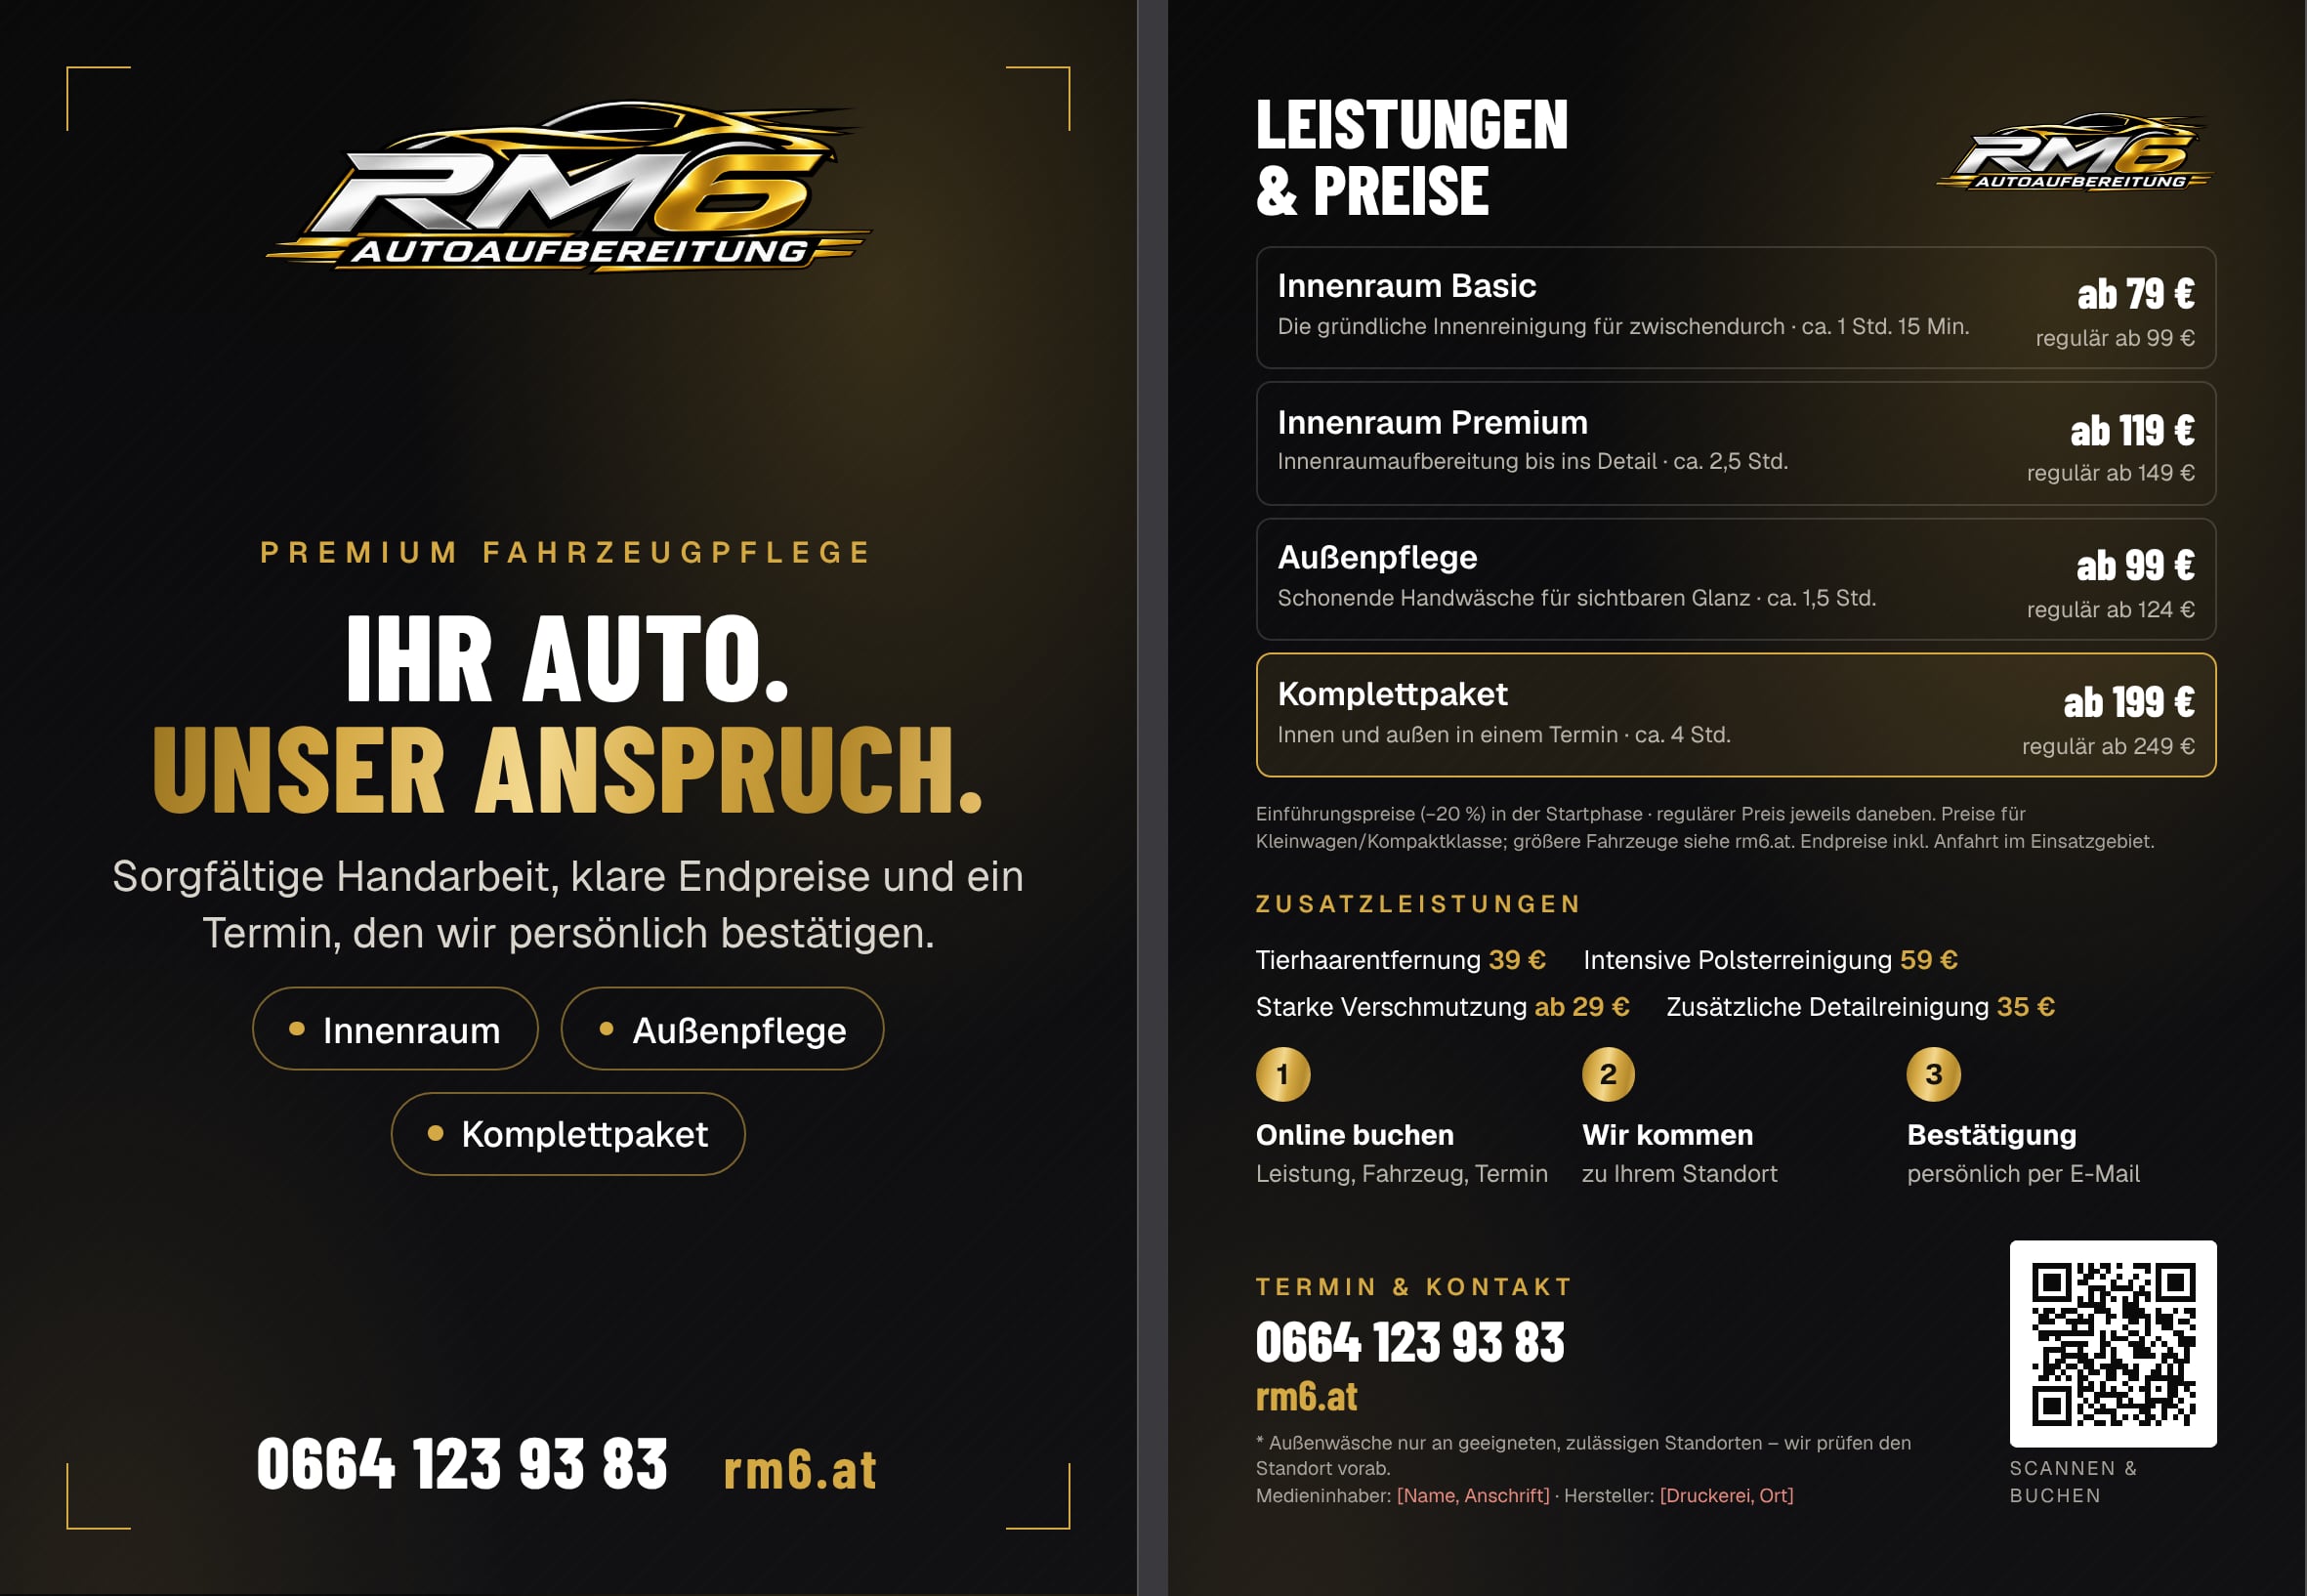 RM6
AUTOAUFBEREITUNG
PREMIUM FAHRZEUGPFLEGE
IHR AUTO.
UNSER ANSPRUCH.
Sorgfältige Handarbeit, klare Endpreise und ein
Termin, den wir persönlich bestätigen.
Innenraum
Außenpflege
Komplettpaket
0664 123 93 83
rm6.at
LEISTUNGEN
& PREISE
RM6
AUTOAUFBEREITUNG
Innenraum Basic
ab 79 €
Die gründliche Innenreinigung für zwischendurch · ca. 1 Std. 15 Min.
regulär ab 99 €
Innenraum Premium
ab 119 €
Innenraumaufbereitung bis ins Detail · ca. 2,5 Std.
regulär ab 149 €
Außenpflege
ab 99 €
Schonende Handwäsche für sichtbaren Glanz · ca. 1,5 Std.
regulär ab 124 €
Komplettpaket
ab 199 €
Innen und außen in einem Termin · ca. 4 Std.
regulär ab 249 €
Einführungspreise (−20 %) in der Startphase · regulärer Preis jeweils daneben. Preise für
Kleinwagen/Kompaktklasse; größere Fahrzeuge siehe rm6.at. Endpreise inkl. Anfahrt im Einsatzgebiet.
ZUSATZLEISTUNGEN
Tierhaarentfernung 39 € Intensive Polsterreinigung 59 €
Starke Verschmutzung ab 29 € Zusätzliche Detailreinigung 35 €
1
Online buchen
Leistung, Fahrzeug, Termin
2
Wir kommen
zu Ihrem Standort
3
Bestätigung
persönlich per E-Mail
TERMIN & KONTAKT
0664 123 93 83
rm6.at
* Außenwäsche nur an geeigneten, zulässigen Standorten – wir prüfen den
Standort vorab.
Medieninhaber: [Name, Anschrift] · Hersteller: [Druckerei, Ort]
SCANNEN &
BUCHEN